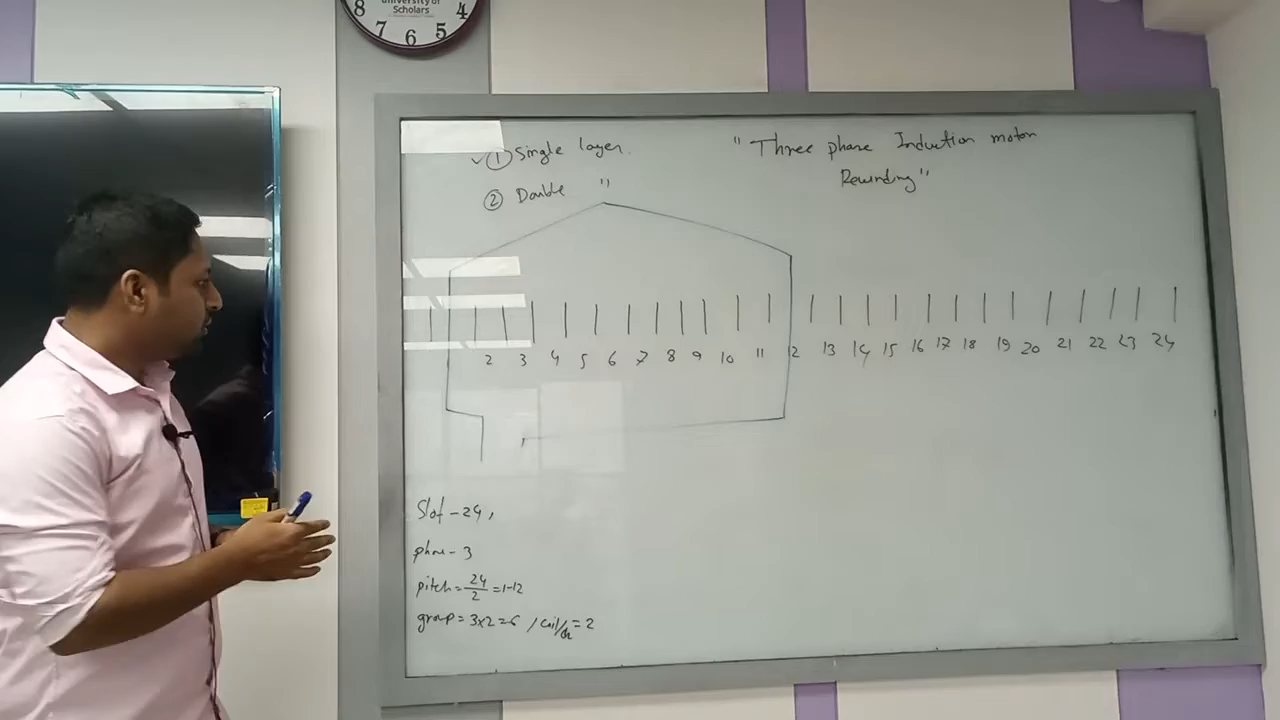 University of
Scholars
8 7 6 5 4
① Single layer.
② Double "
"Three phase Induction motor
Rewinding"
2 3 4 5 6 7 8 9 10 11 12 13 14 15 16 17 18 19 20 21 22 23 24
Slot - 24,
phase - 3
pitch = 24/2 = 1-12
group = 3×2=6 / coil/ = 2